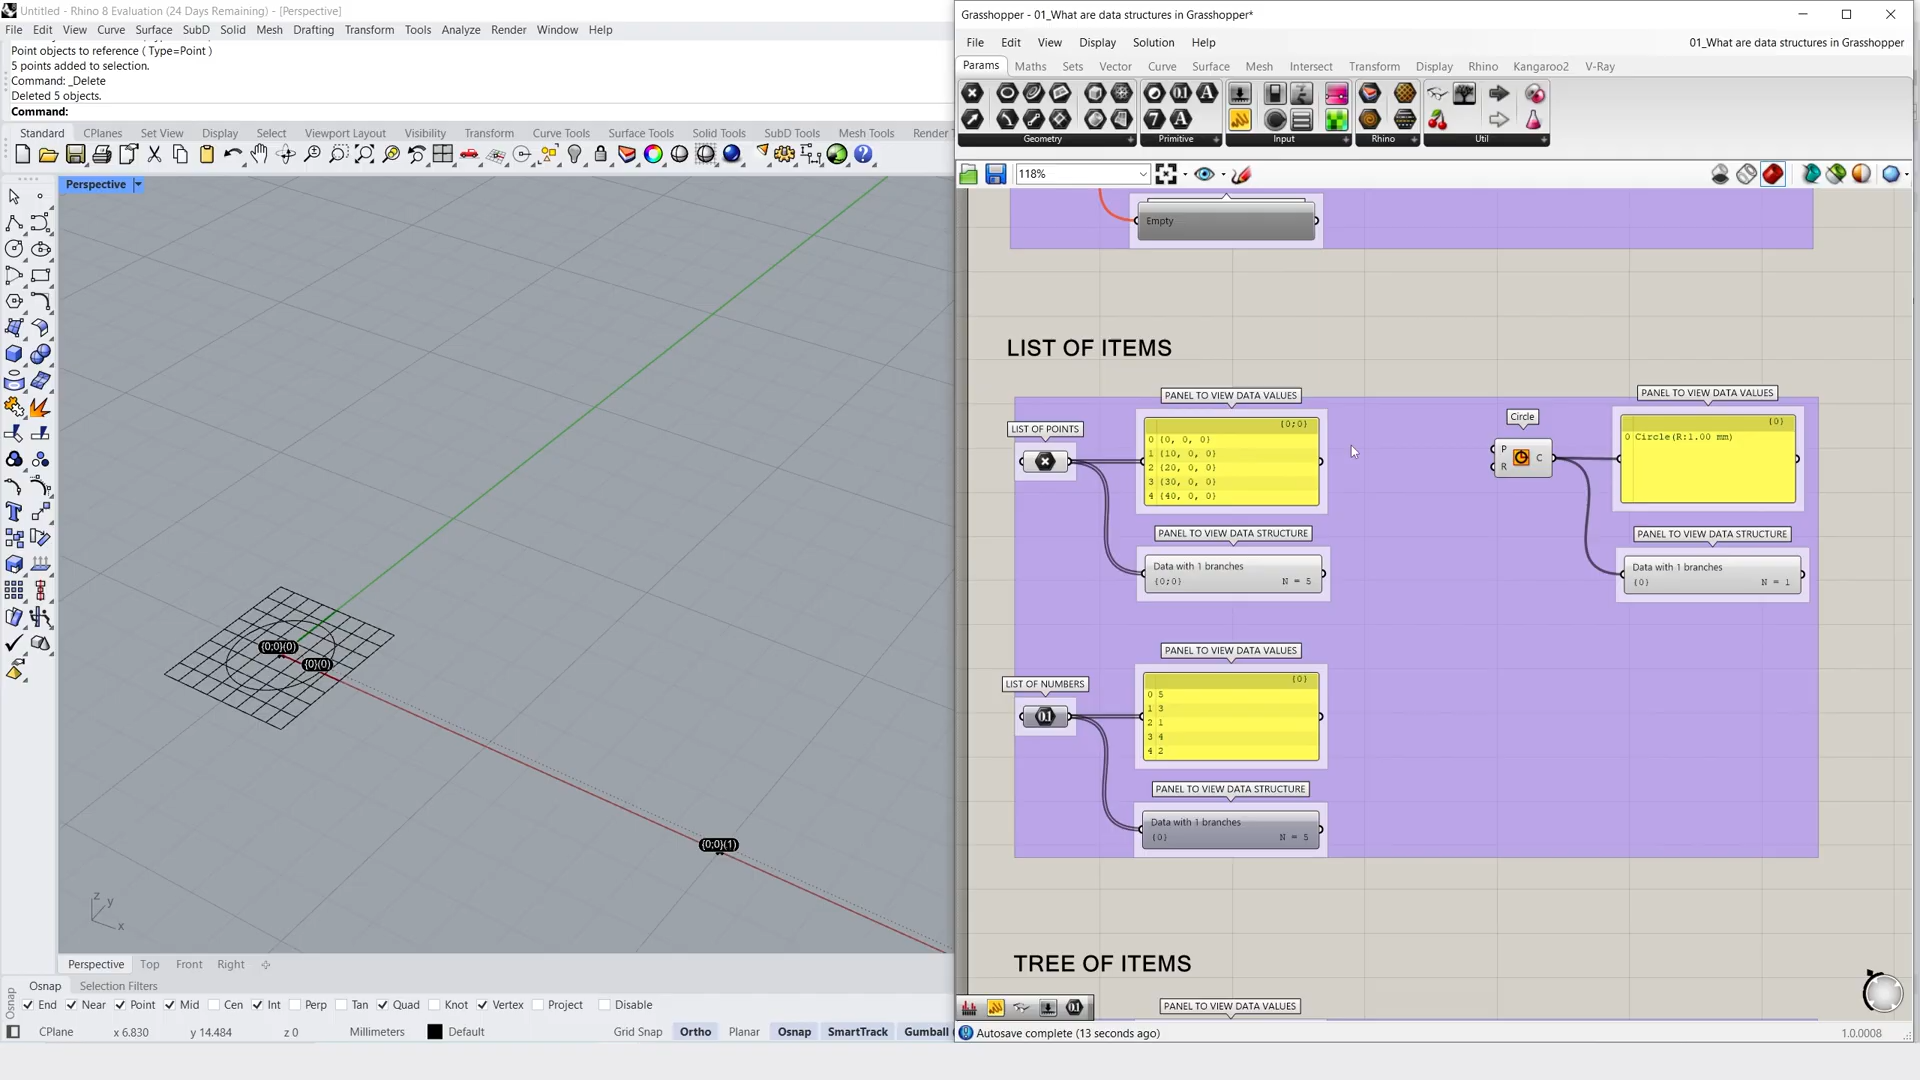 Untitled - Rhino 8 Evaluation (24 Days Remaining) - [Perspective]
File Edit View Curve Surface SubD Solid Mesh Drafting Transform Tools Analyze Render Window Help
Point objects to reference ( Type=Point )
5 points added to selection.
Command: _Delete
Deleted 5 objects.
Command:
Standard CPlanes Set View Display Select Viewport Layout Visibility Transform Curve Tools Surface Tools Solid Tools SubD Tools Mesh Tools Render T
Perspective
{0;0}(0)
{0}(0)
{0;0}(1)
z y x
Perspective Top Front Right
Osnap
Osnap Selection Filters
End Near Point Mid Cen Int Perp Tan Quad Knot Vertex Project Disable
CPlane x 6.830 y 14.484 z 0 Millimeters Default Grid Snap Ortho Planar Osnap SmartTrack Gumball
Grasshopper - 01_What are data structures in Grasshopper*
File Edit View Display Solution Help
01_What are data structures in Grasshopper
Params Maths Sets Vector Curve Surface Mesh Intersect Transform Display Rhino Kangaroo2 V-Ray
Geometry Primitive Input Rhino Util
118%
Empty
LIST OF ITEMS
PANEL TO VIEW DATA VALUES
LIST OF POINTS
{0;0}
0 {0, 0, 0}
1 {10, 0, 0}
2 {20, 0, 0}
3 {30, 0, 0}
4 {40, 0, 0}
PANEL TO VIEW DATA STRUCTURE
Data with 1 branches
{0;0} N = 5
Circle
P R C
PANEL TO VIEW DATA VALUES
{0}
0 Circle(R:1.00 mm)
PANEL TO VIEW DATA STRUCTURE
Data with 1 branches
{0} N = 1
PANEL TO VIEW DATA VALUES
LIST OF NUMBERS
{0}
0 5
1 3
2 1
3 4
4 2
PANEL TO VIEW DATA STRUCTURE
Data with 1 branches
{0} N = 5
TREE OF ITEMS
PANEL TO VIEW DATA VALUES
Autosave complete (13 seconds ago)
1.0.0008